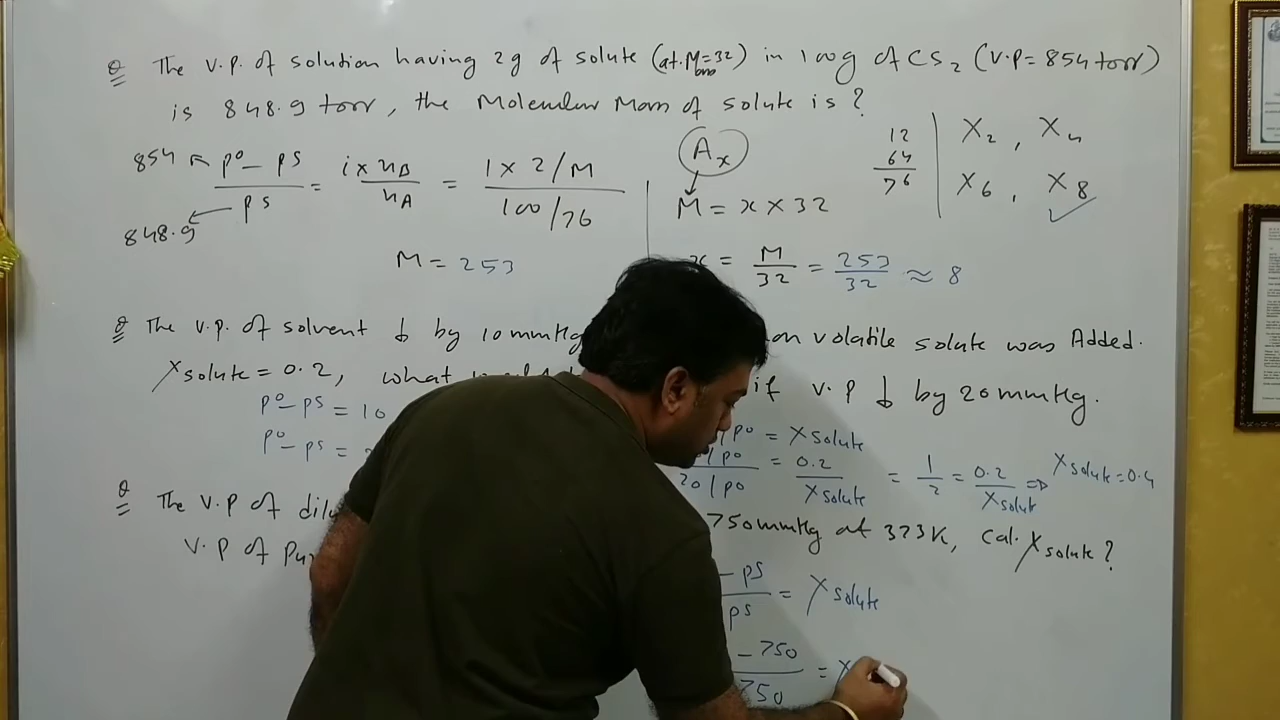 Q The V.P. of solution having 2g of solute (at. Mass=32) in 100g of CS2 (V.P=854torr)
is 848.9 torr, the Molecular Mass of solute is?
854 ← p° - ps / ps = i x nB / nA = 1 x 2/M / 100/76
848.9 ←
M = 253
Ax
M = x X 32
x = M / 32 = 253 / 32 ≈ 8
12
64
76
X2, X4
X6, X8 ✓
Q The V.P. of solvent ↓ by 10mmHg on volatile solute was Added.
Xsolute = 0.2, what if V.P ↓ by 20mmHg.
p° - ps = 10
p° - ps =
/p° = Xsolute
/p° / 20/p° = 0.2 / Xsolute = 1/2 = 0.2 / Xsolute ⇒ Xsolute = 0.4
Q The V.P of 750mmHg at 373K, Cal. Xsolute?
V.P of
- ps / ps = Xsolute
- 750 / 750 = X